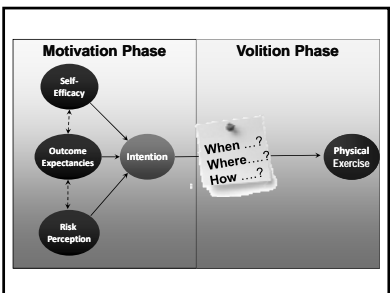 Motivation Phase
Volition Phase
Self-
Efficacy
Outcome
Expectancies
Risk
Perception
Intention
When ...?
Where....?
How ....?
Physical
Exercise